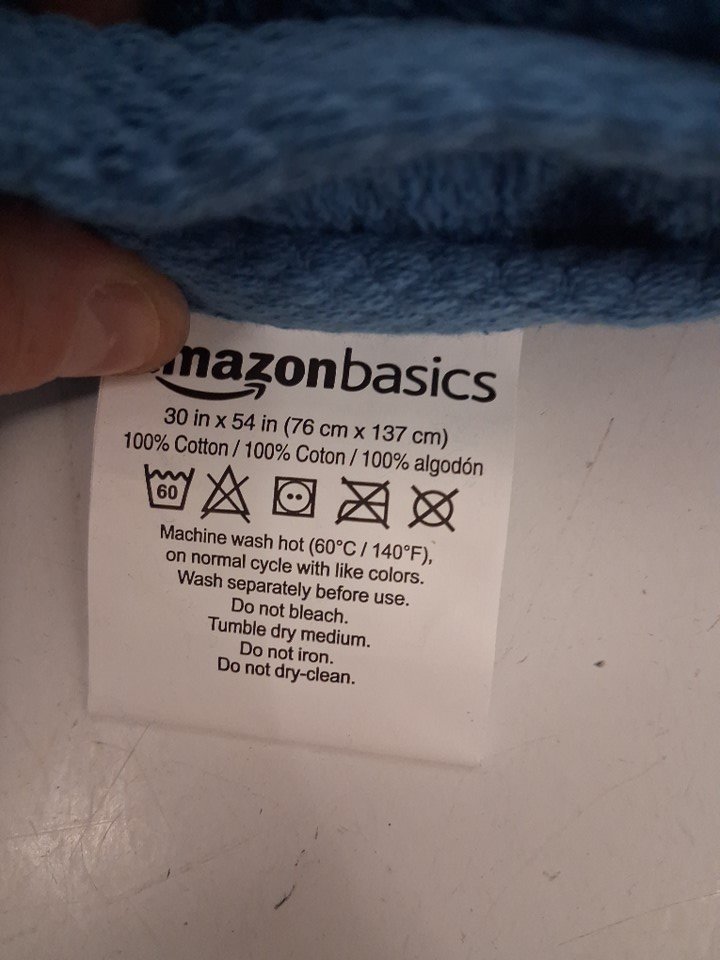 amazonbasics
30 in x 54 in (76 cm x 137 cm)
100% Cotton / 100% Coton / 100% algodón
60
Machine wash hot (60°C / 140°F),
on normal cycle with like colors.
Wash separately before use.
Do not bleach.
Tumble dry medium.
Do not iron.
Do not dry-clean.